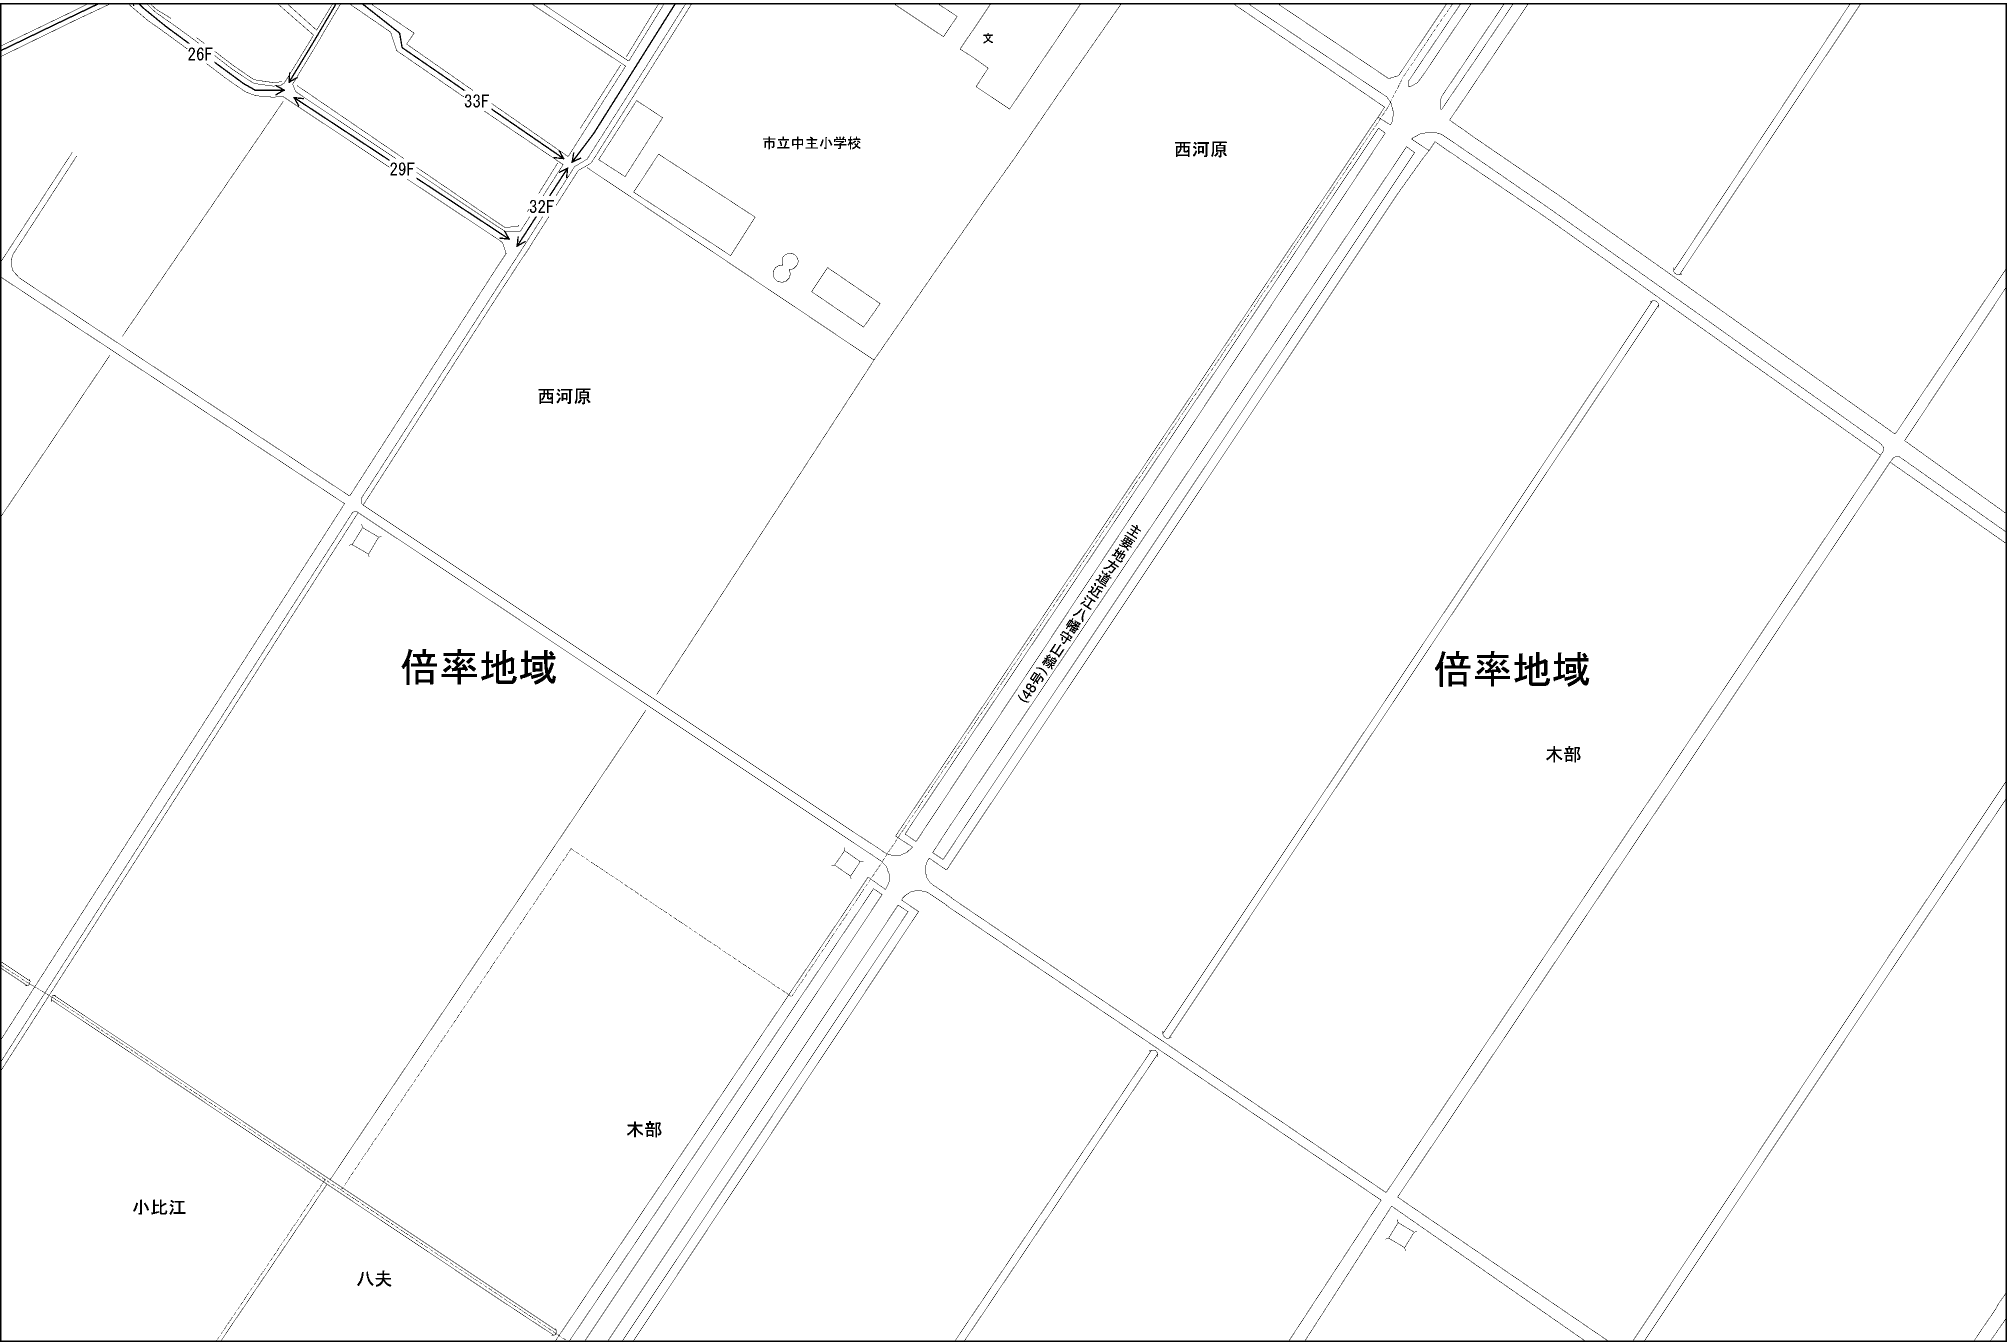 文
26F
33F
市立中主小学校
西河原
29F
32F
西河原
主要地方道近江八幡守山線(48号)
倍率地域
倍率地域
木部
木部
小比江
八夫